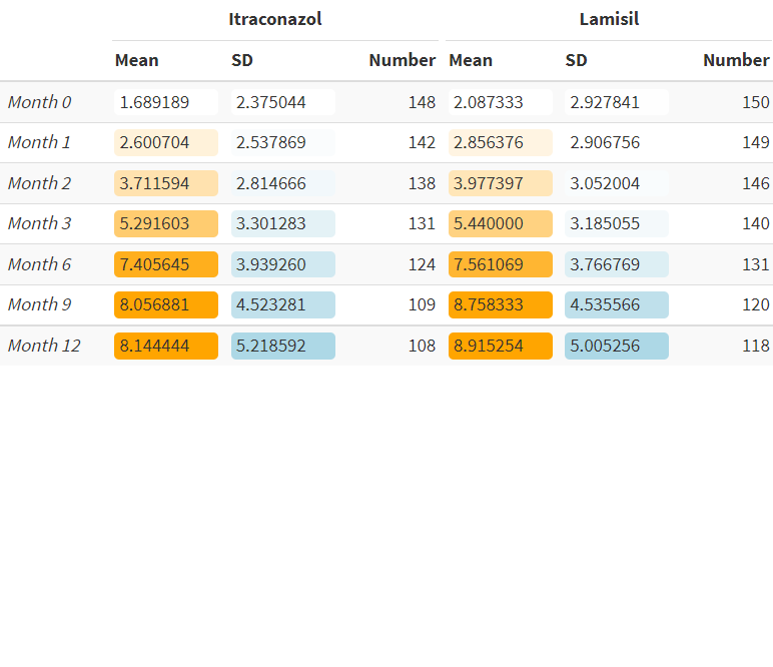 Itraconazol Lamisil
Mean SD Number Mean SD Number
Month 0 1.689189 2.375044 148 2.087333 2.927841 150
Month 1 2.600704 2.537869 142 2.856376 2.906756 149
Month 2 3.711594 2.814666 138 3.977397 3.052004 146
Month 3 5.291603 3.301283 131 5.440000 3.185055 140
Month 6 7.405645 3.939260 124 7.561069 3.766769 131
Month 9 8.056881 4.523281 109 8.758333 4.535566 120
Month 12 8.144444 5.218592 108 8.915254 5.005256 118